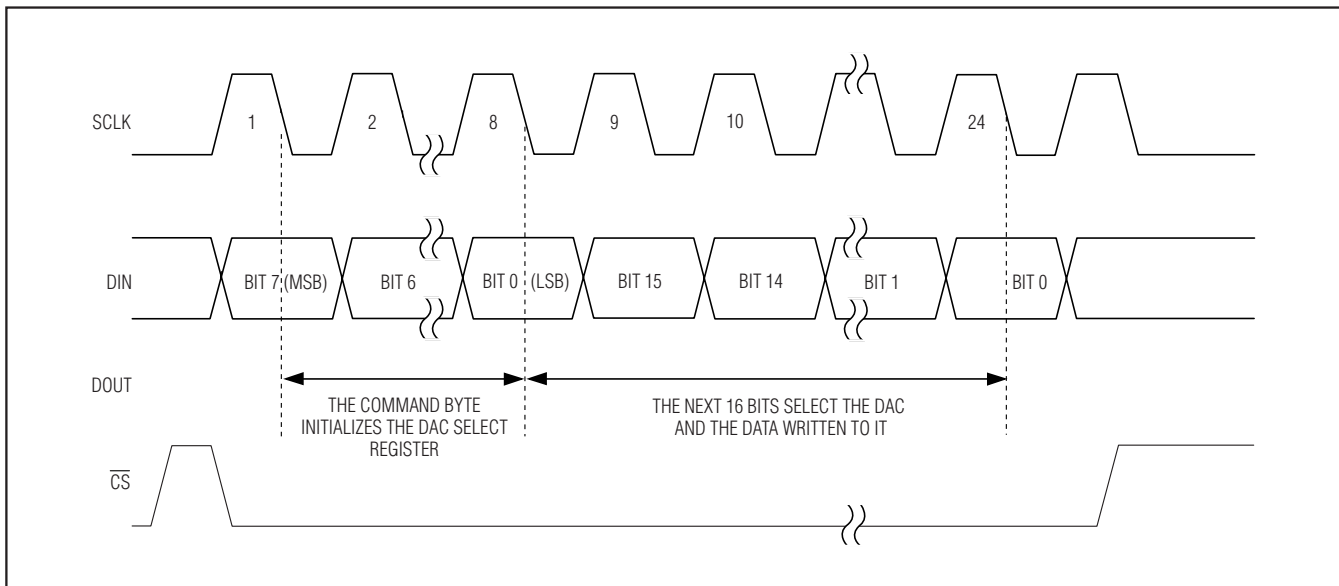 SCLK
1 2 8 9 10 24
DIN
BIT 7 (MSB) BIT 6 BIT 0 (LSB) BIT 15 BIT 14 BIT 1 BIT 0
DOUT
THE COMMAND BYTE
INITIALIZES THE DAC SELECT
REGISTER
THE NEXT 16 BITS SELECT THE DAC
AND THE DATA WRITTEN TO IT
CS